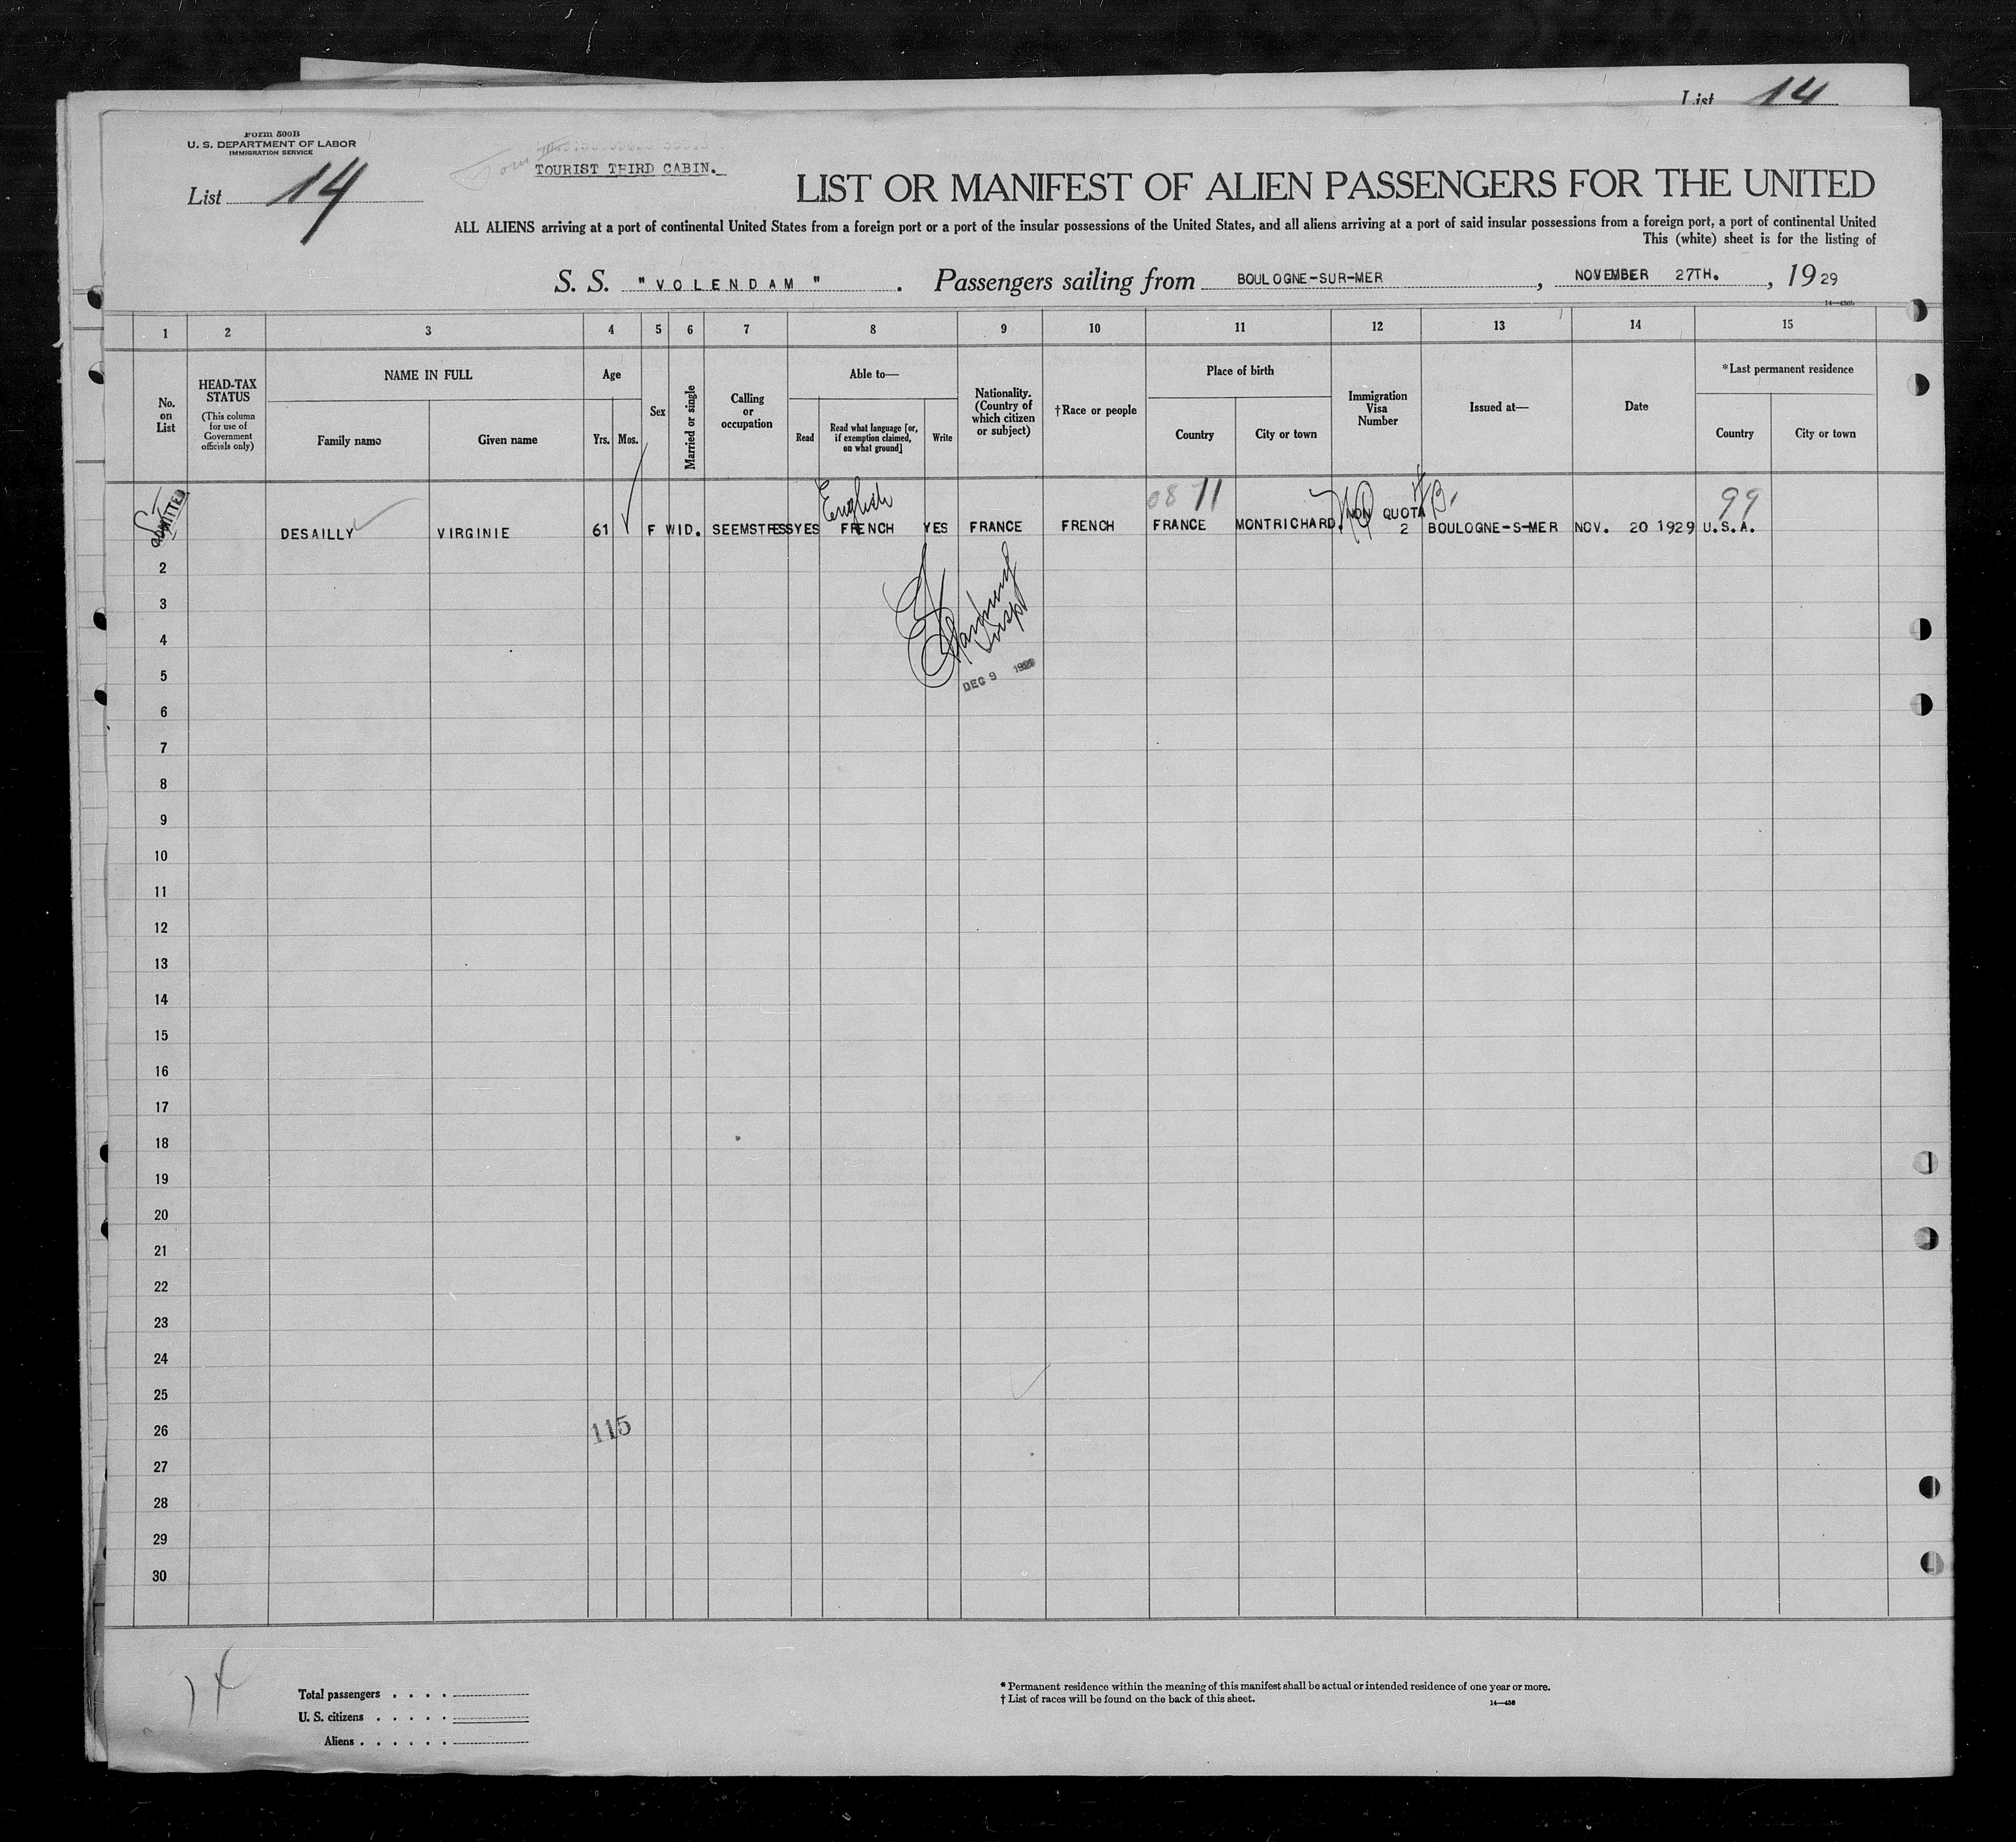 List 14
Form 500B
U. S. DEPARTMENT OF LABOR
IMMIGRATION SERVICE
List 14
TOURIST THIRD CABIN.
LIST OR MANIFEST OF ALIEN PASSENGERS FOR THE UNITED
ALL ALIENS arriving at a port of continental United States from a foreign port or a port of the insular possessions of the United States, and all aliens arriving at a port of said insular possessions from a foreign port, a port of continental United
This (white) sheet is for the listing of
S. S. "VOLENDAM". Passengers sailing from BOULOGNE-SUR-MER, NOVEMBER 27TH., 1929
1 2 3 4 5 6 7 8 9 10 11 12 13 14 15
No. on List
HEAD-TAX STATUS
(This column for use of Government officials only)
NAME IN FULL
Family name
Given name
Age
Yrs. Mos.
Sex
Married or single
Calling or occupation
Able to—
Read
Read what language [or, if exemption claimed, on what ground]
Write
Nationality. (Country of which citizen or subject)
†Race or people
Place of birth
Country
City or town
Immigration Visa Number
Issued at—
Date
*Last permanent residence
Country
City or town
English
99
ADMITTED DESAILLY VIRGINIE 61 F WID. SEEMSTRESS YES FRENCH YES FRANCE FRENCH FRANCE MONTRICHARD. NON QUOTA 2 BOULOGNE-S-MER NOV. 20 1929 U.S.A.
2
3
4
Insp
5
DEC 9 1929
6
7
8
9
10
11
12
13
14
15
16
17
18
19
20
21
22
23
24
25
26
115
27
28
29
30
14
Total passengers
U. S. citizens
Aliens
* Permanent residence within the meaning of this manifest shall be actual or intended residence of one year or more.
† List of races will be found on the back of this sheet.